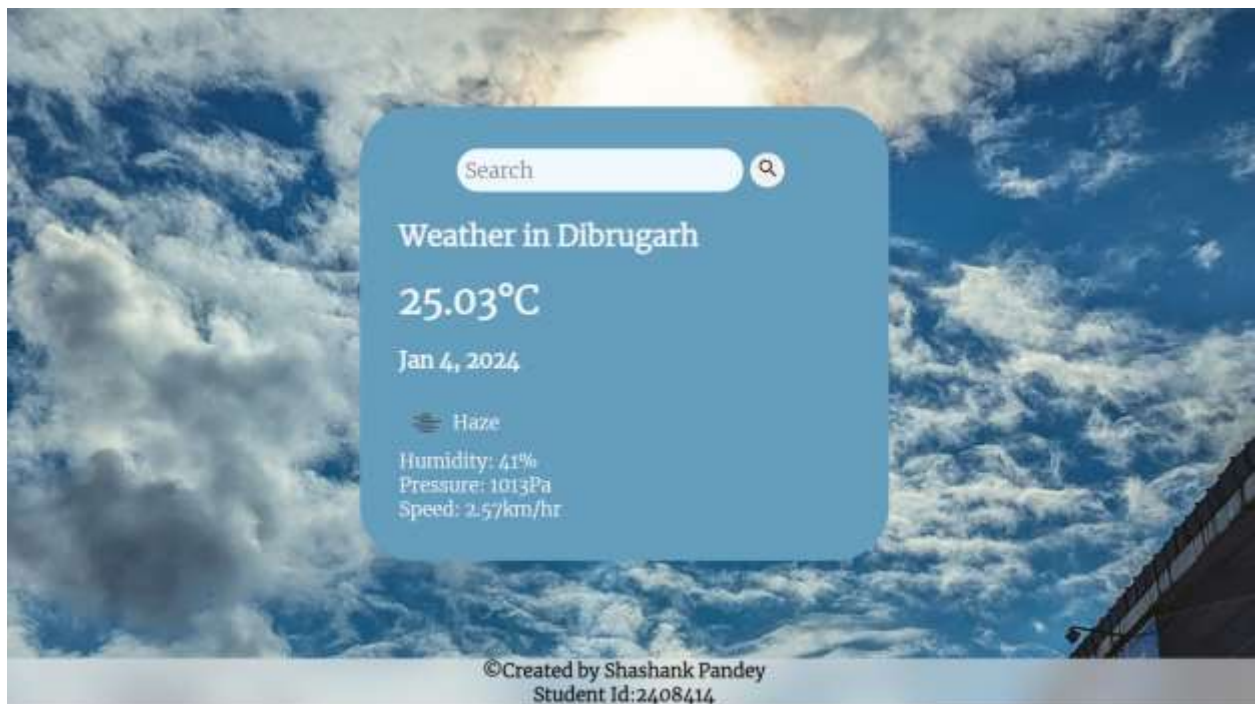 Search
Weather in Dibrugarh
25.03°C
Jan 4, 2024
Haze
Humidity: 41%
Pressure: 1013Pa
Speed: 2.57km/hr
©Created by Shashank Pandey
Student Id:2408414